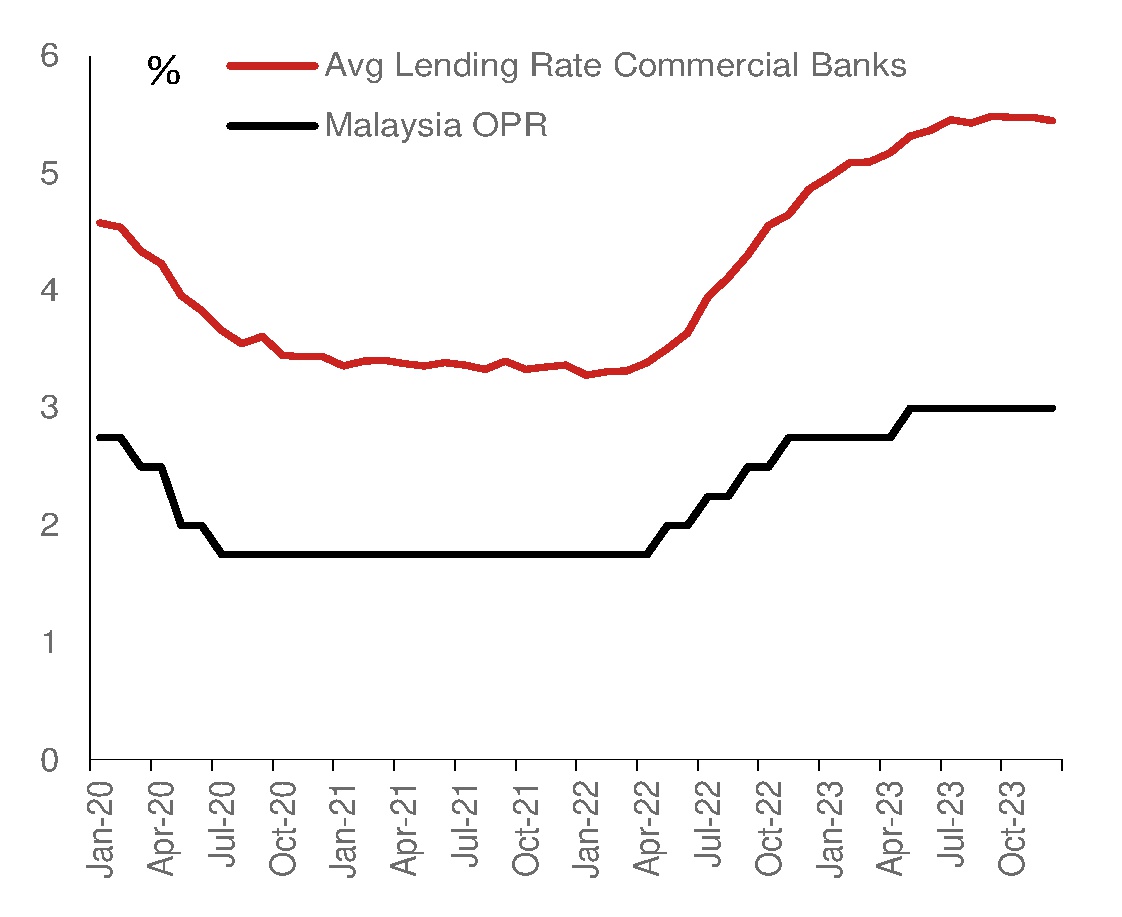 % Avg Lending Rate Commercial Banks
Malaysia OPR
6
5
4
3
2
1
0
Jan-20
Apr-20
Jul-20
Oct-20
Jan-21
Apr-21
Jul-21
Oct-21
Jan-22
Apr-22
Jul-22
Oct-22
Jan-23
Apr-23
Jul-23
Oct-23